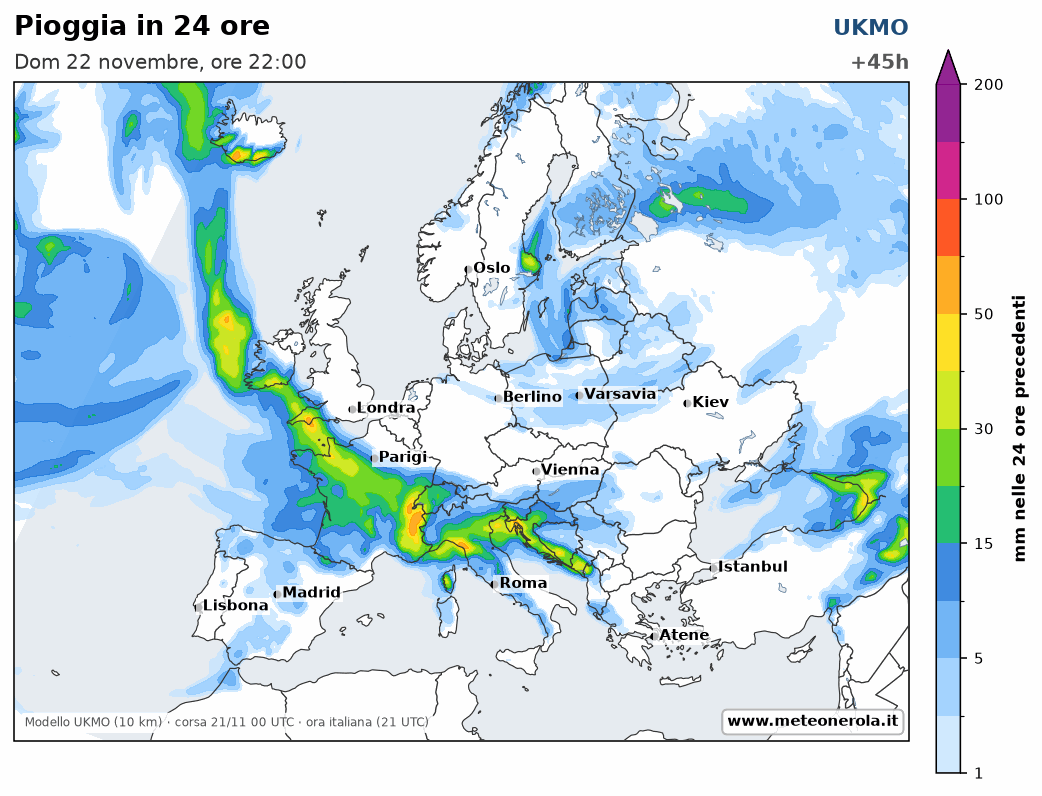 Pioggia in 24 ore
UKMO
Dom 22 novembre, ore 22:00
+45h
200
100
50
30
15
5
1
mm nelle 24 ore precedenti
Oslo
Londra
Berlino
Varsavia
Kiev
Parigi
Vienna
Istanbul
Roma
Madrid
Lisbona
Atene
Modello UKMO (10 km) · corsa 21/11 00 UTC · ora italiana (21 UTC)
www.meteonerola.it